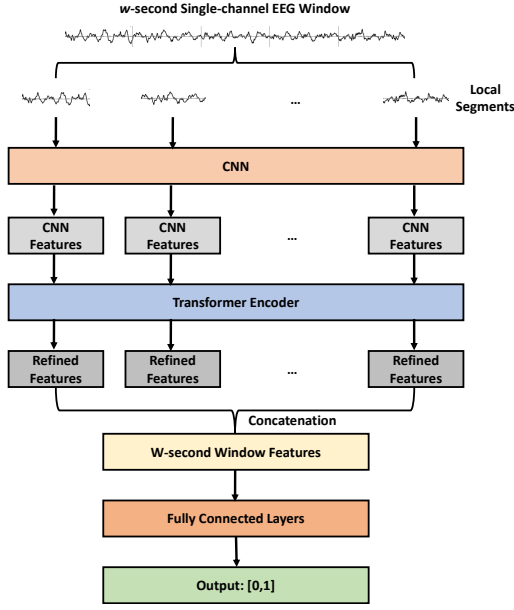 w-second Single-channel EEG Window
...
Local
Segments
CNN
CNN
Features
CNN
Features
...
CNN
Features
Transformer Encoder
Refined
Features
Refined
Features
...
Refined
Features
Concatenation
W-second Window Features
Fully Connected Layers
Output: [0,1]